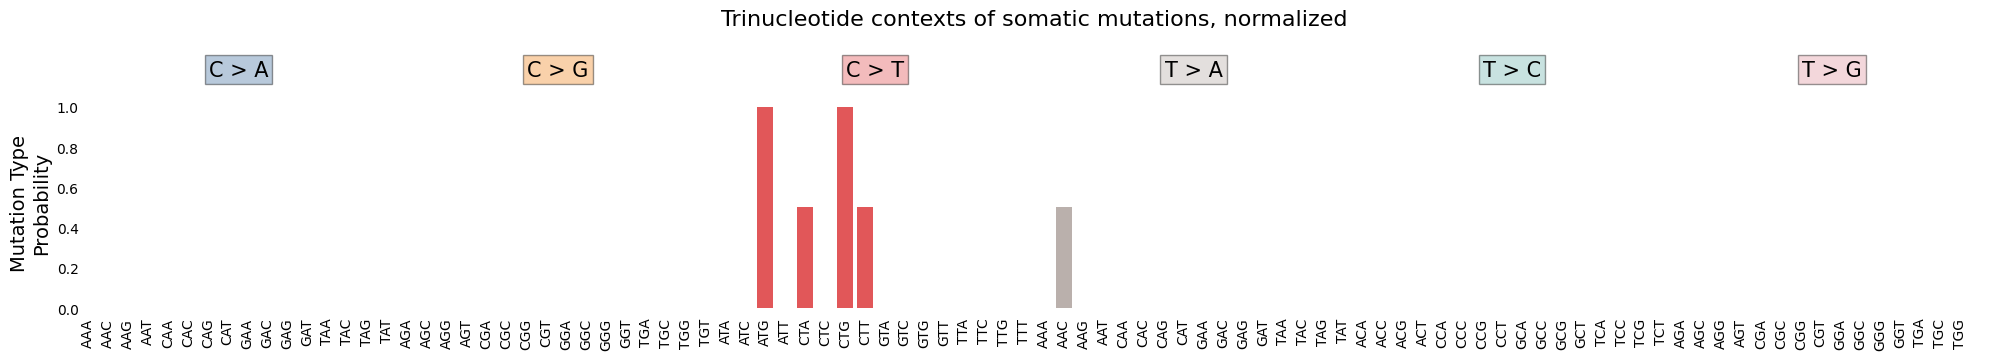 Trinucleotide contexts of somatic mutations, normalized
C > A C > G C > T T > A T > C T > G
Mutation Type
Probability
1.0
0.8
0.6
0.4
0.2
0.0
AAA AAC AAG AAT CAA CAC CAG CAT GAA GAC GAG GAT TAA TAC TAG TAT AGA AGC AGG AGT CGA CGC CGG CGT GGA GGC GGG GGT TGA TGC TGG TGT ATA ATC ATG ATT CTA CTC CTG CTT GTA GTC GTG GTT TTA TTC TTG TTT AAA AAC AAG AAT CAA CAC CAG CAT GAA GAC GAG GAT TAA TAC TAG TAT ACA ACC ACG ACT CCA CCC CCG CCT GCA GCC GCG GCT TCA TCC TCG TCT AGA AGC AGG AGT CGA CGC CGG CGT GGA GGC GGG GGT TGA TGC TGG